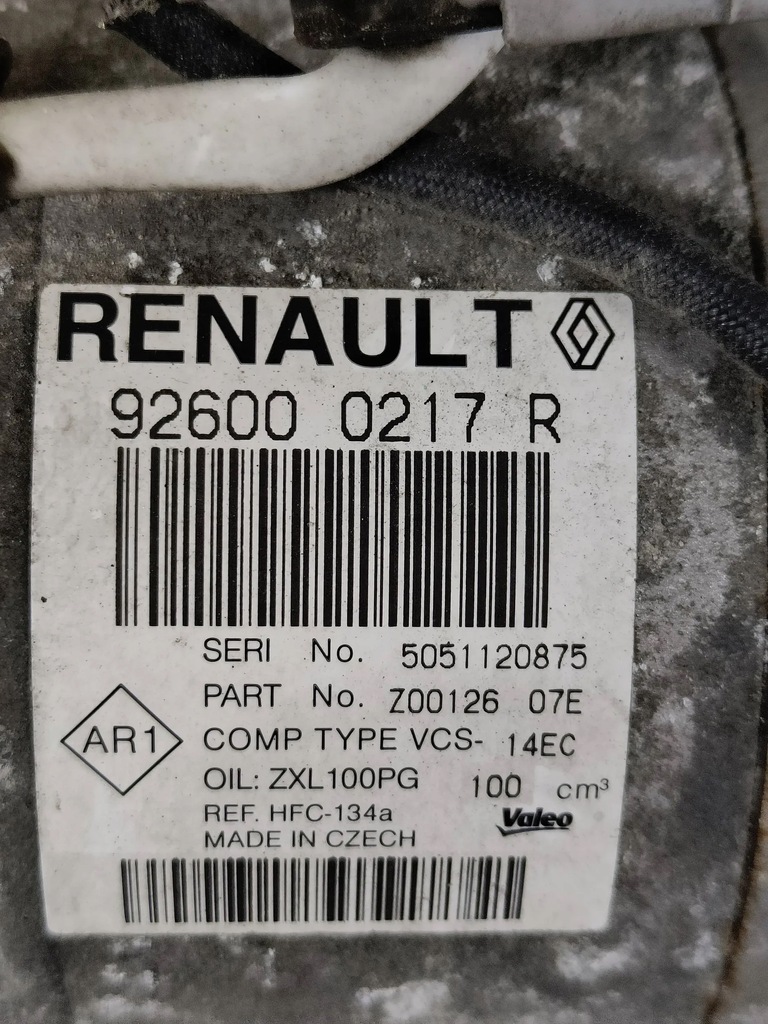 RENAULT
92600 0217 R
SERI No. 5051120875
PART No. Z00126 07E
AR1
COMP TYPE VCS- 14EC
OIL: ZXL100PG 100 cm³
REF. HFC-134a
Valeo
MADE IN CZECH